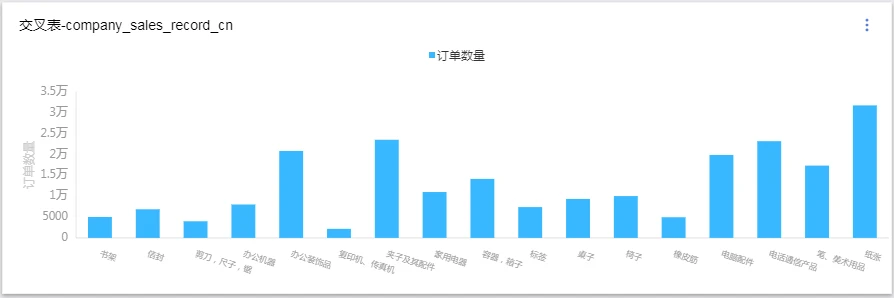 交叉表-company_sales_record_cn
订单数量
3.5万
3万
2.5万
2万
1.5万
1万
5000
0
订单数量
书架
信封
剪刀，尺子，锯
办公机器
办公装饰品
复印机、传真机
夹子及其配件
家用电器
容器，箱子
标签
桌子
椅子
橡皮筋
电脑配件
电话通信产品
笔、美术用品
纸张